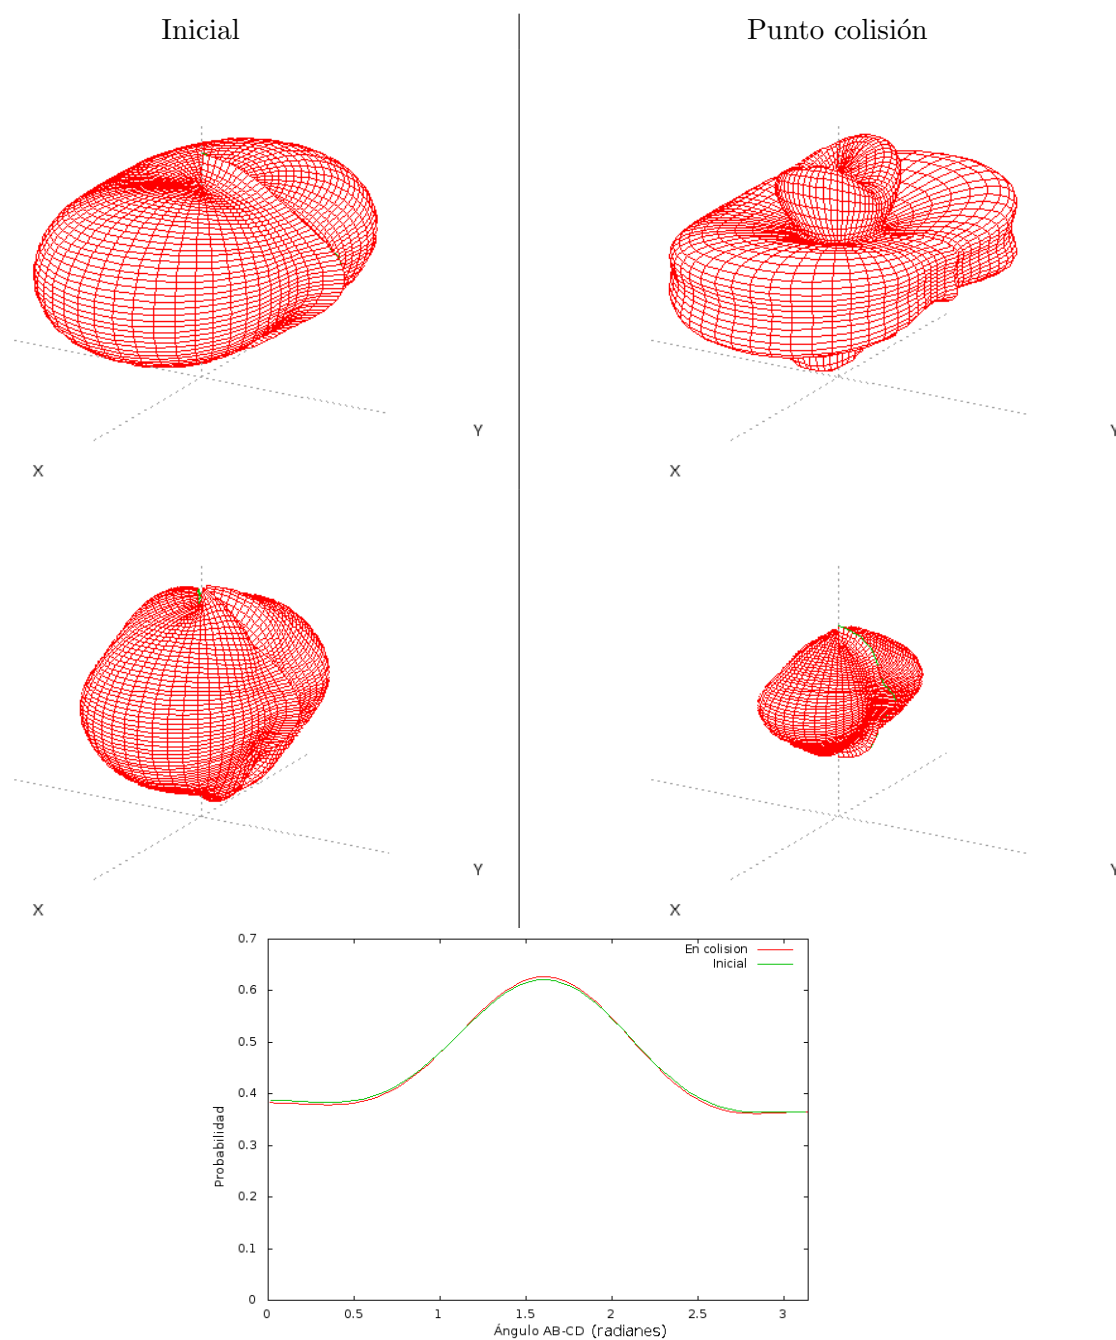 Inicial
Punto colisión
Y
X
Y
X
Y
X
Y
X
0.7
0.6
0.5
0.4
0.3
0.2
0.1
0
Probabilidad
En colision
Inicial
0 0.5 1 1.5 2 2.5 3
Ángulo AB-CD (radianes)